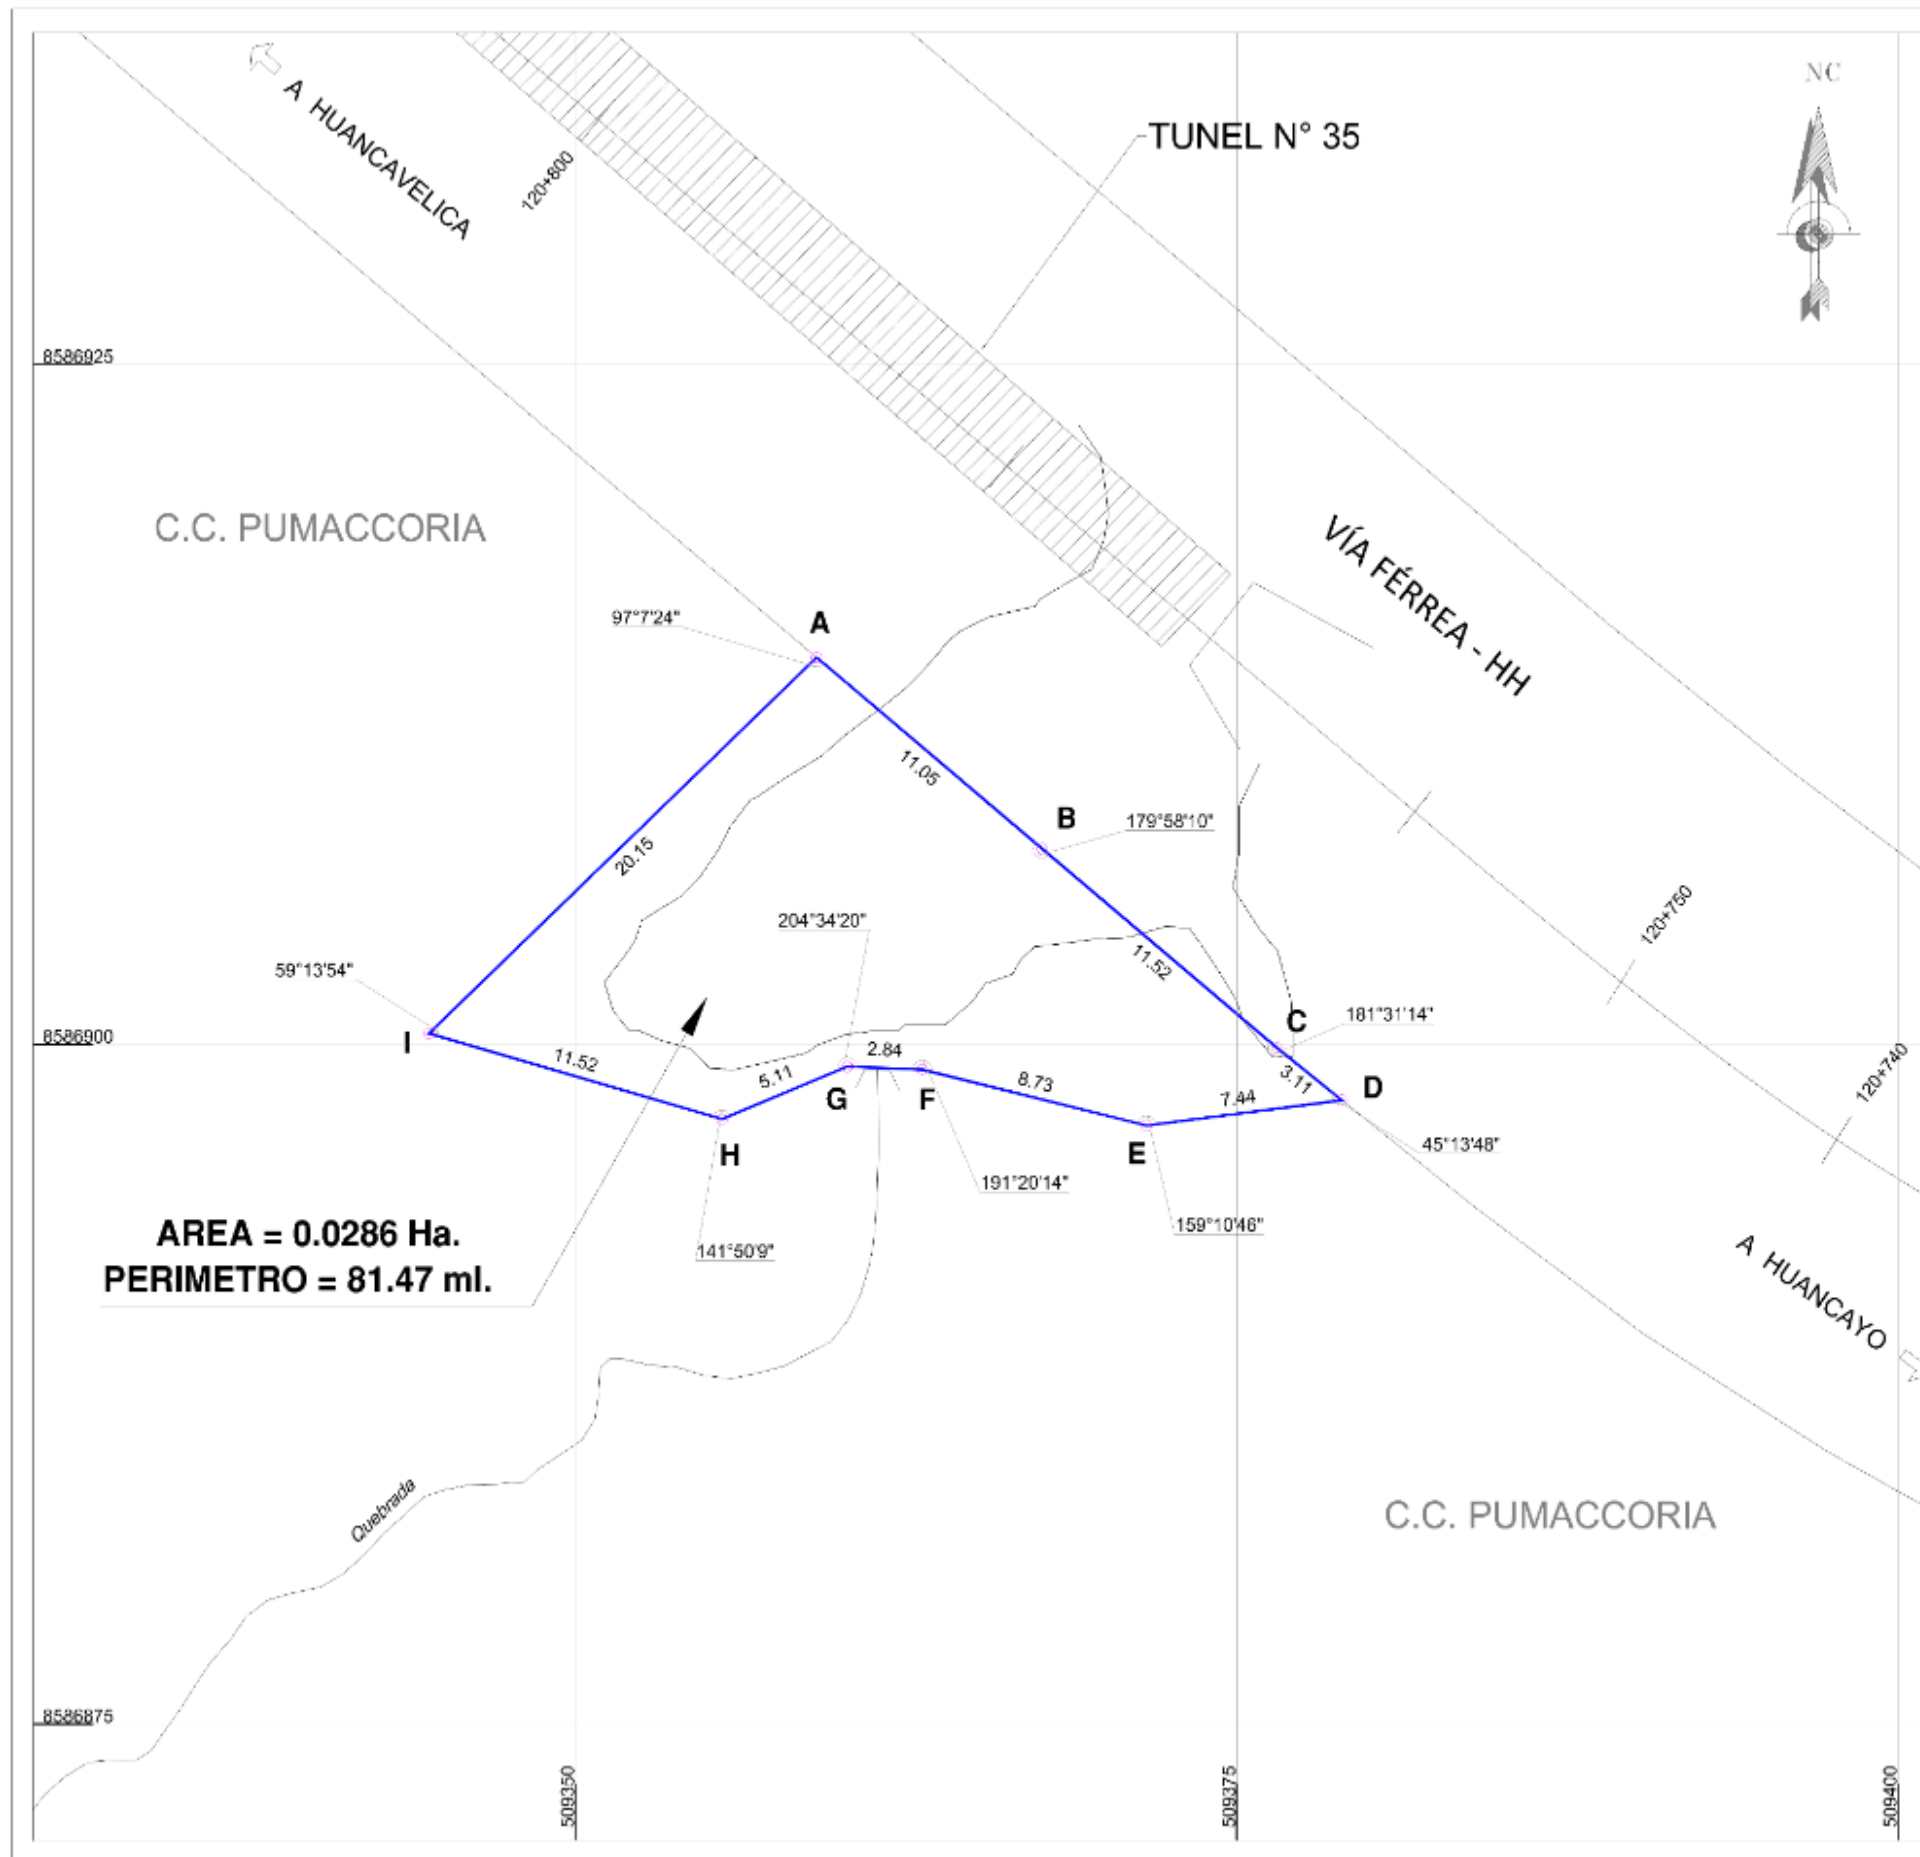 NC
A HUANCAVELICA
TUNEL N° 35
120+800
8586925
C.C. PUMACCORIA
VÍA FÉRREA - HH
97°7'24"
A
11.05
B
179°58'10"
20.15
204°34'20"
120+750
11.52
59°13'54"
I
C
181°31'14"
8586900
11.52
5.11
2.84
G
F
8.73
7.44
3.11
D
120+740
H
E
45°13'48"
191°20'14"
159°10'46"
141°50'9"
AREA = 0.0286 Ha.
PERIMETRO = 81.47 ml.
A HUANCAYO
Quebrada
C.C. PUMACCORIA
8586875
509350
509375
509400